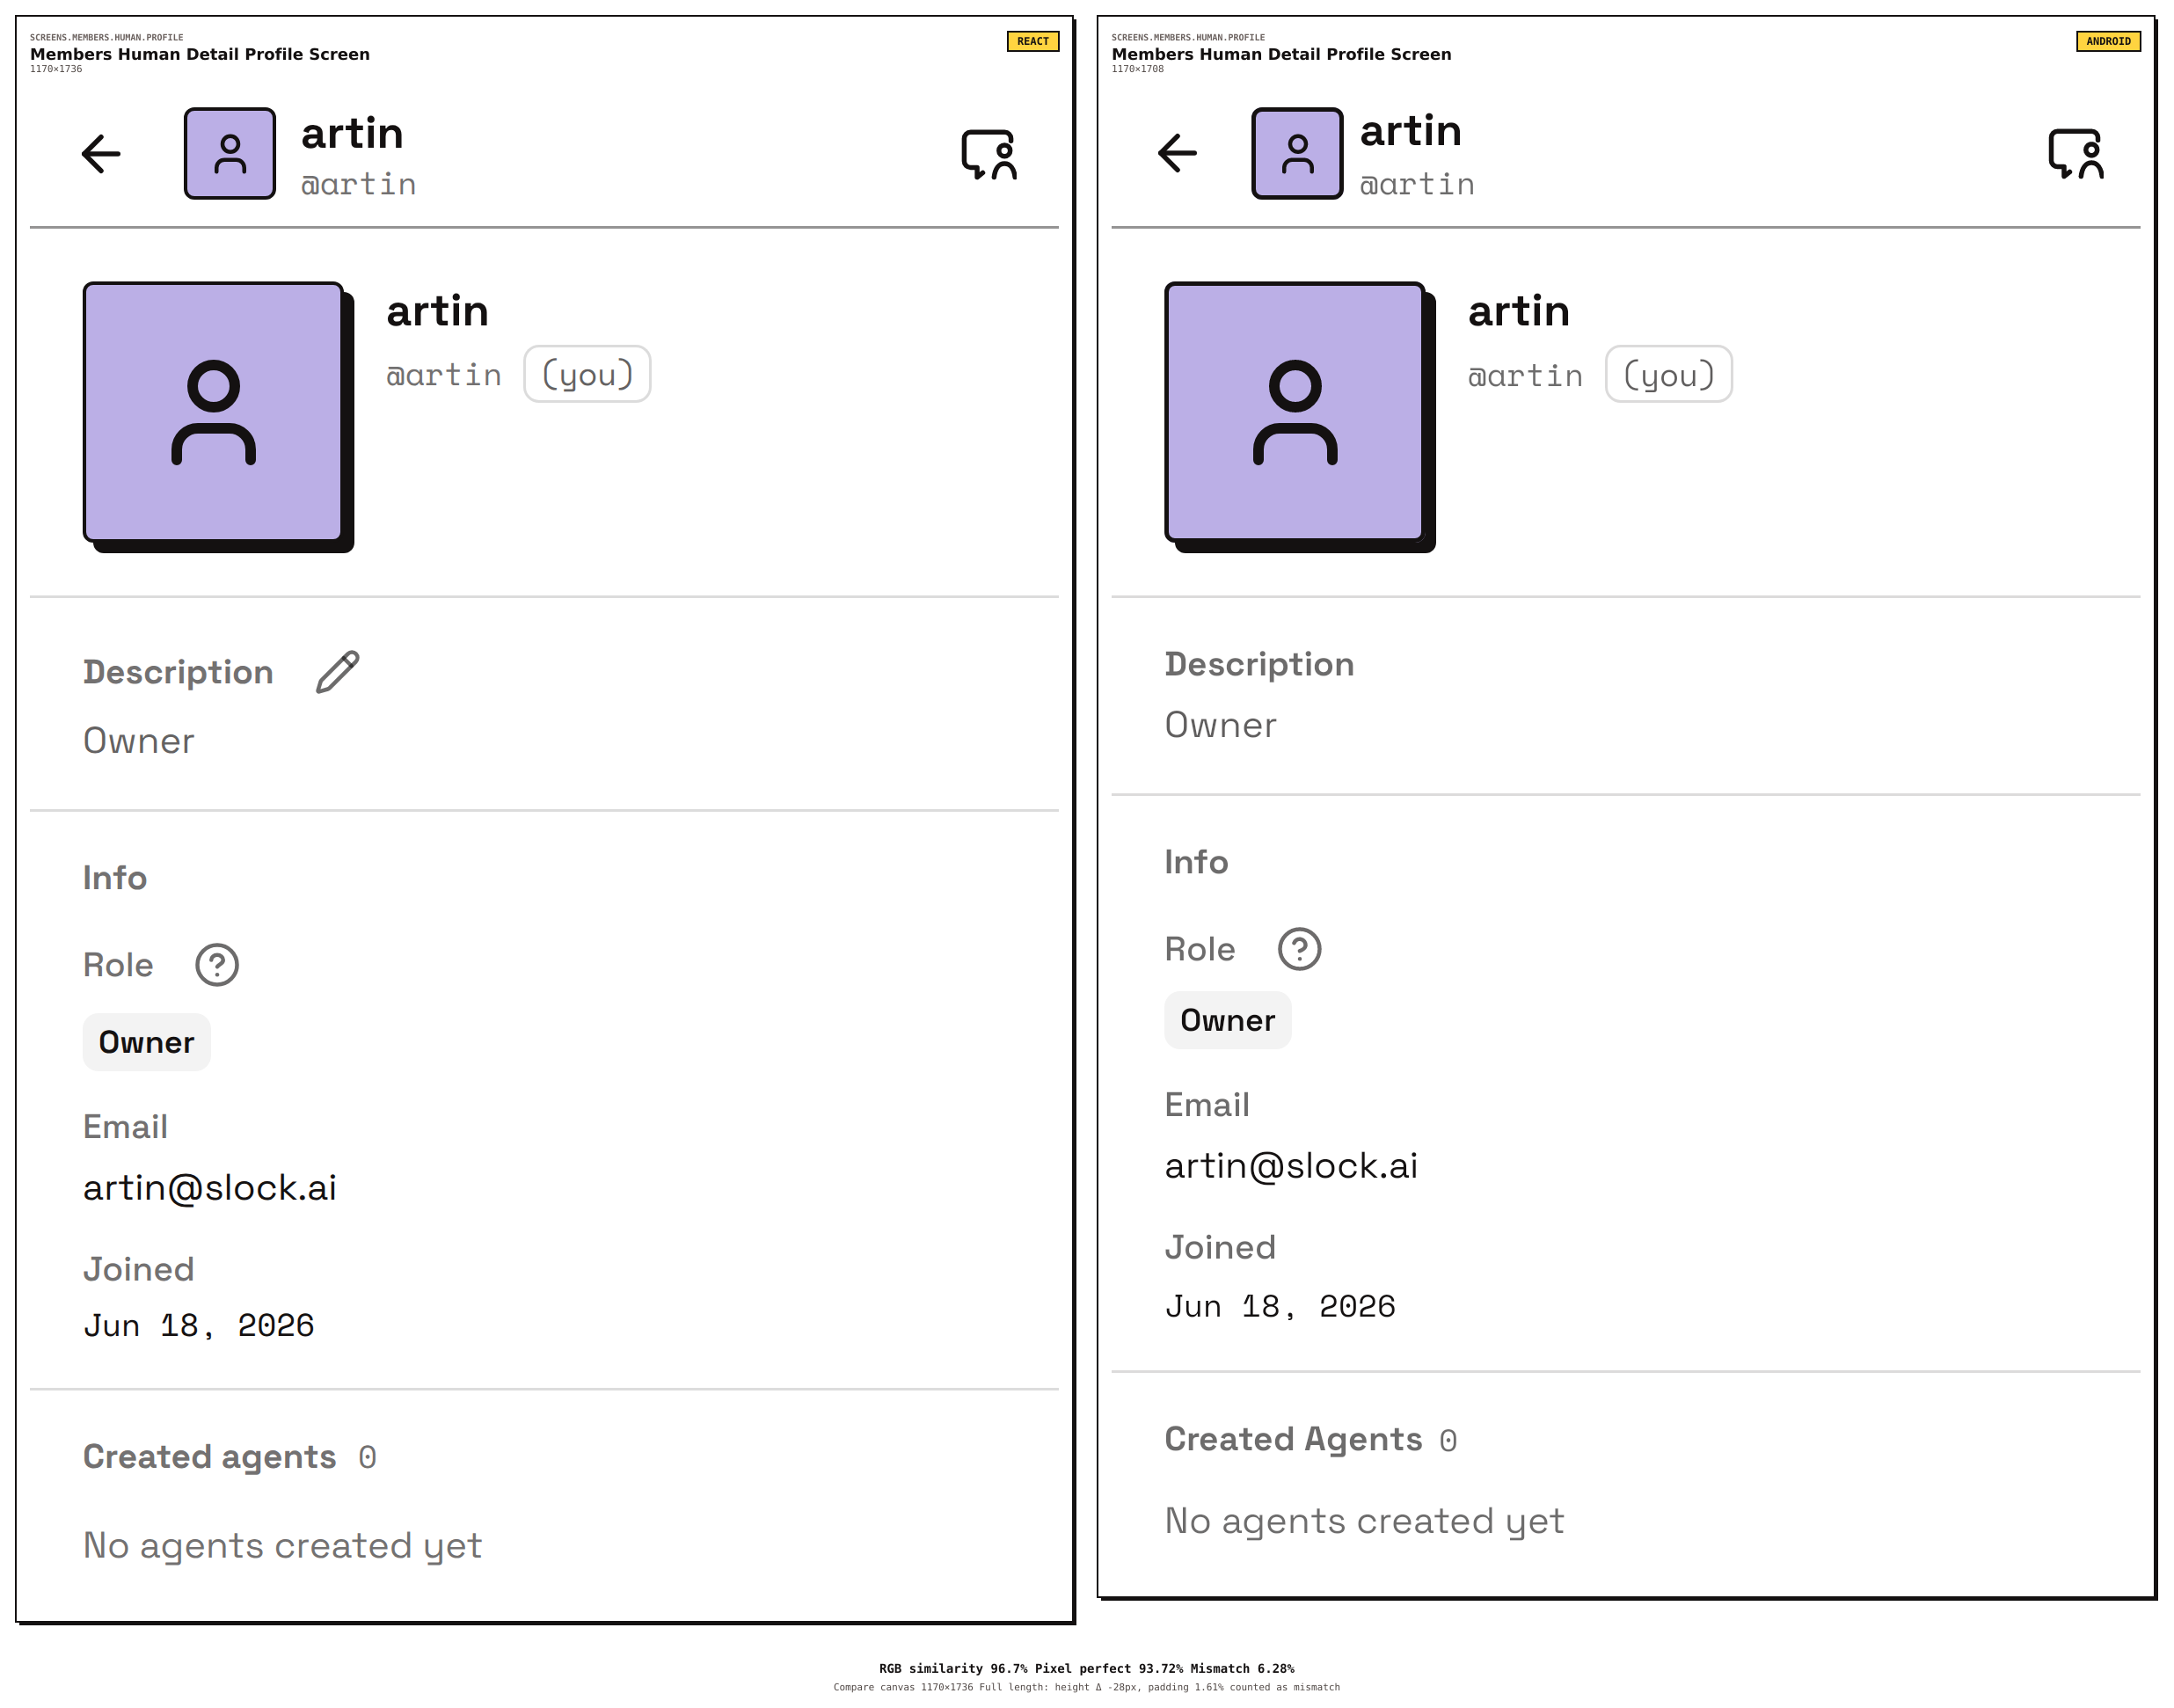 SCREENS.MEMBERS.HUMAN.PROFILE
Members Human Detail Profile Screen
1170×1736
REACT
artin
@artin
artin
@artin (you)
Description
Owner
Info
Role
Owner
Email
artin@slock.ai
Joined
Jun 18, 2026
Created agents 0
No agents created yet
SCREENS.MEMBERS.HUMAN.PROFILE
Members Human Detail Profile Screen
1170×1708
ANDROID
artin
@artin
artin
@artin (you)
Description
Owner
Info
Role
Owner
Email
artin@slock.ai
Joined
Jun 18, 2026
Created Agents 0
No agents created yet
RGB similarity 96.7% Pixel perfect 93.72% Mismatch 6.28%
Compare canvas 1170×1736 Full length: height Δ -28px, padding 1.61% counted as mismatch